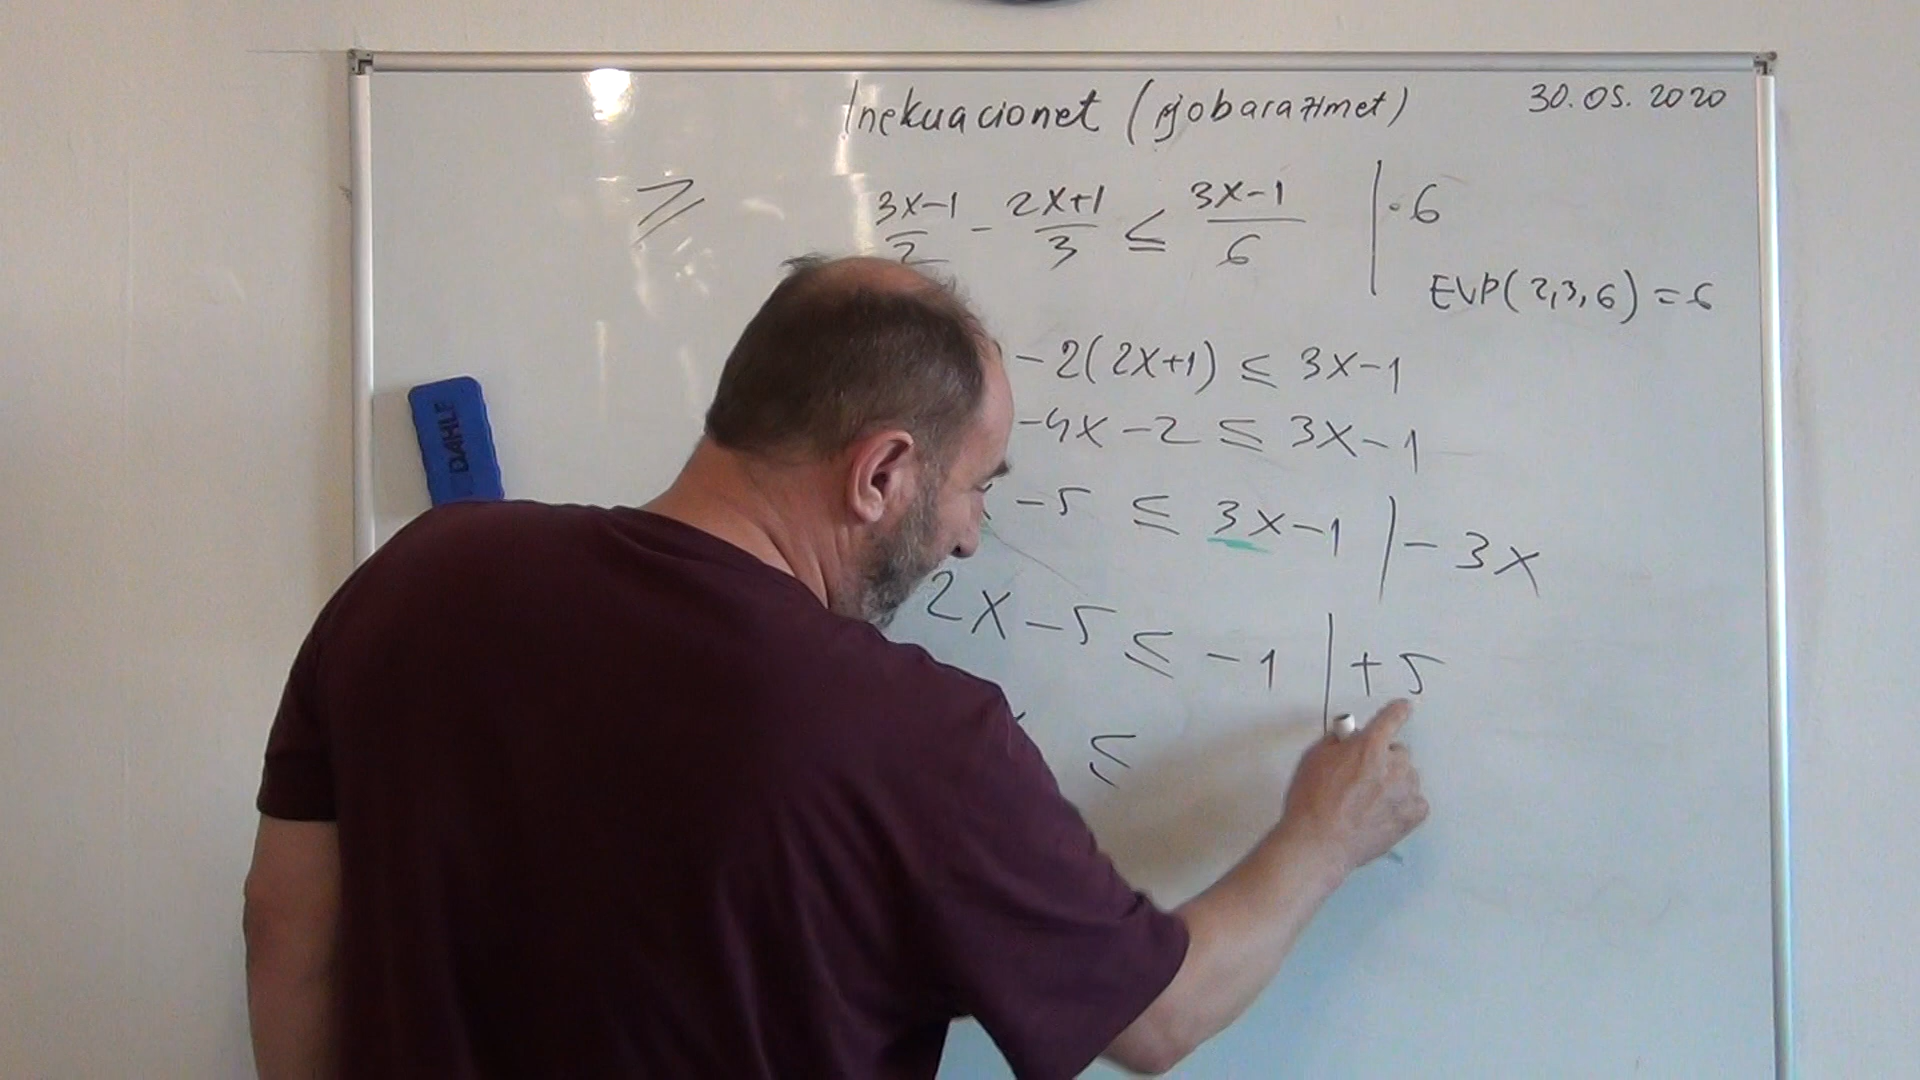 Inekuacionet (jobarazimet) 30.05.2020
⩾ 3x-1/2 - 2x+1/3 ≤ 3x-1/6 | ·6
EVP(2,3,6) = 6
-2(2x+1) ≤ 3x-1
-4x-2 ≤ 3x-1
-5 ≤ 3x-1 | -3x
2x-5 ≤ -1 | +5
≤
DAHLE